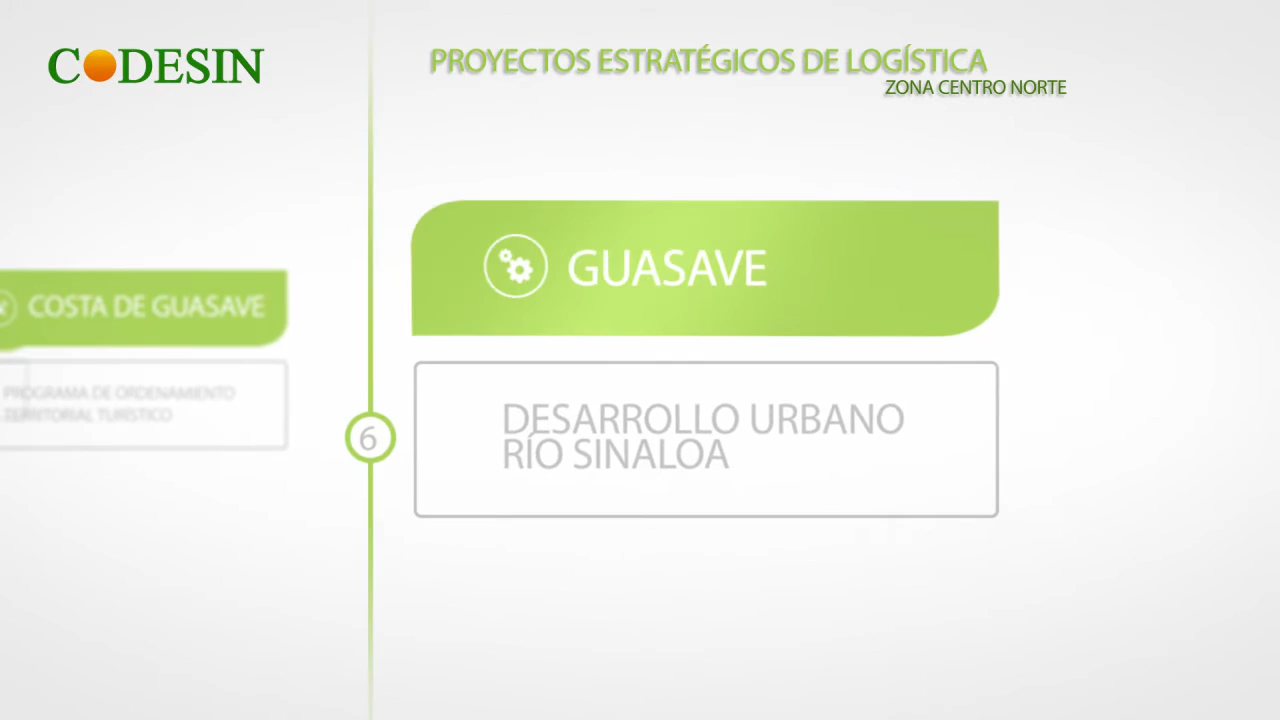 CODESIN
PROYECTOS ESTRATÉGICOS DE LOGÍSTICA
ZONA CENTRO NORTE
GUASAVE
COSTA DE GUASAVE
PROGRAMA DE ORDENAMIENTO
TERRITORIAL TURÍSTICO
6
DESARROLLO URBANO
RÍO SINALOA